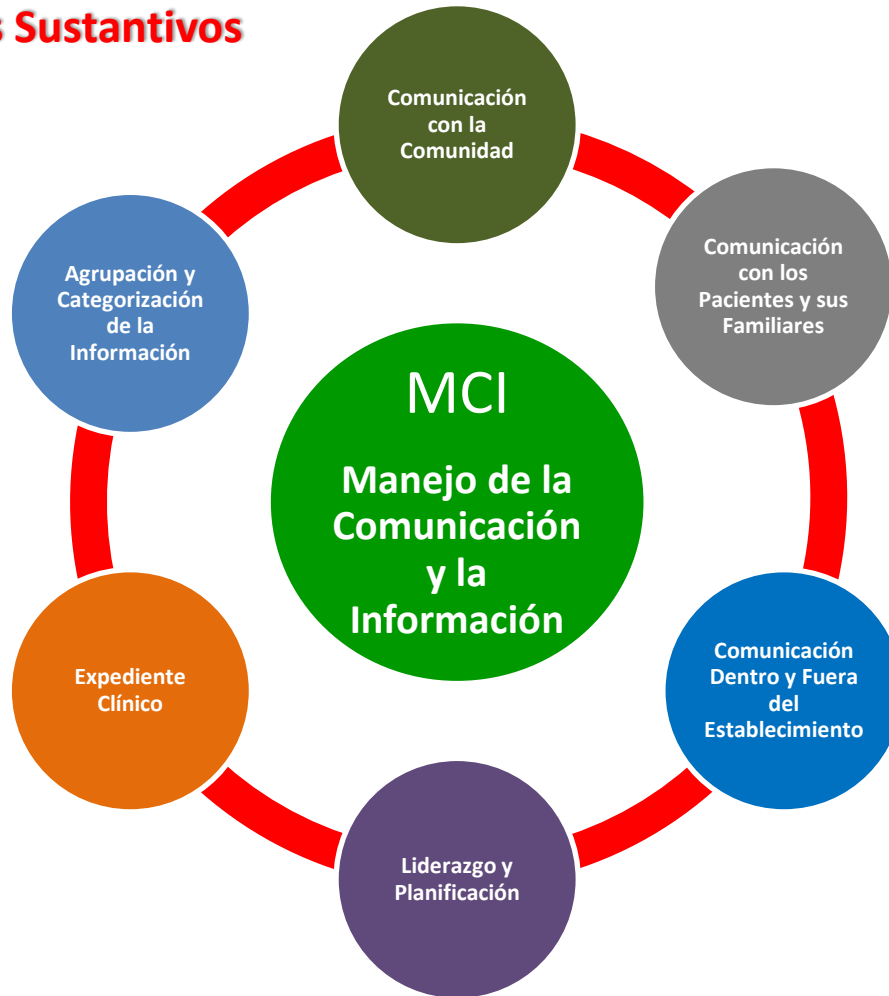 s Sustantivos
Comunicación
con la
Comunidad
Comunicación
con los
Pacientes y sus
Familiares
Comunicación
Dentro y Fuera
del
Establecimiento
Liderazgo y
Planificación
Expediente
Clínico
Agrupación y
Categorización
de la
Información
MCI
Manejo de la
Comunicación
y la
Información